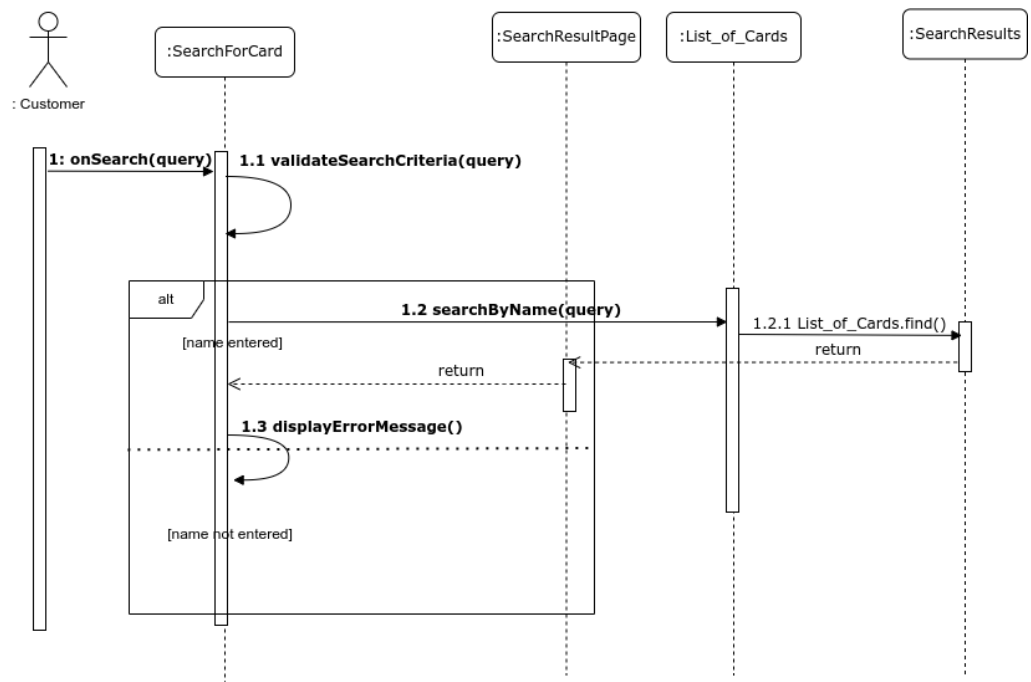 :SearchForCard
:SearchResultPage
:List_of_Cards
:SearchResults
: Customer
1: onSearch(query)
1.1 validateSearchCriteria(query)
alt
1.2 searchByName(query)
1.2.1 List_of_Cards.find()
[name entered]
return
return
1.3 displayErrorMessage()
[name not entered]